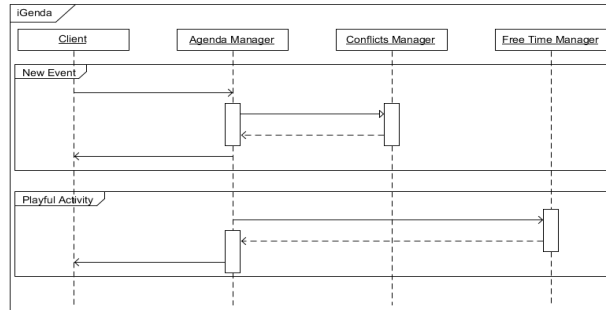 iGenda
Client
Agenda Manager
Conflicts Manager
Free Time Manager
New Event
Playful Activity